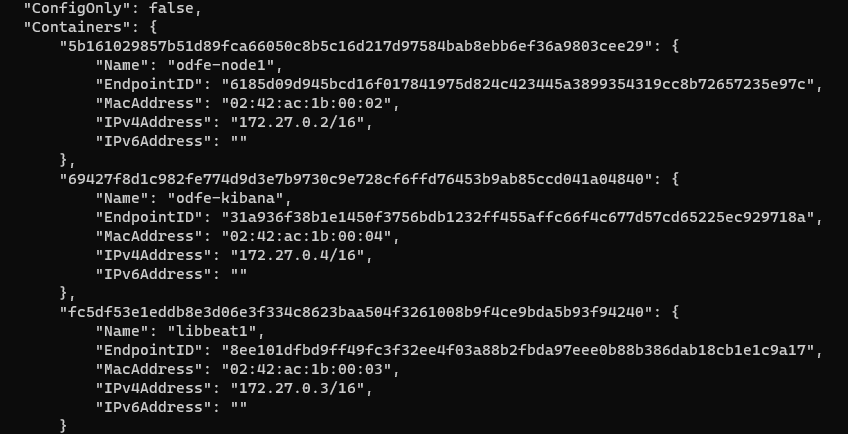 "ConfigOnly": false,
"Containers": {
"5b161029857b51d89fca66050c8b5c16d217d97584bab8ebb6ef36a9803cee29": {
"Name": "odfe-node1",
"EndpointID": "6185d09d945bcd16f017841975d824c423445a3899354319cc8b72657235e97c",
"MacAddress": "02:42:ac:1b:00:02",
"IPv4Address": "172.27.0.2/16",
"IPv6Address": ""
},
"69427f8d1c982fe774d9d3e7b9730c9e728cf6ffd76453b9ab85ccd041a04840": {
"Name": "odfe-kibana",
"EndpointID": "31a936f38b1e1450f3756bdb1232ff455affc66f4c677d57cd65225ec929718a",
"MacAddress": "02:42:ac:1b:00:04",
"IPv4Address": "172.27.0.4/16",
"IPv6Address": ""
},
"fc5df53e1eddb8e3d06e3f334c8623baa504f3261008b9f4ce9bda5b93f94240": {
"Name": "libbeat1",
"EndpointID": "8ee101dfbd9ff49fc3f32ee4f03a88b2fbda97eee0b88b386dab18cb1e1c9a17",
"MacAddress": "02:42:ac:1b:00:03",
"IPv4Address": "172.27.0.3/16",
"IPv6Address": ""
}